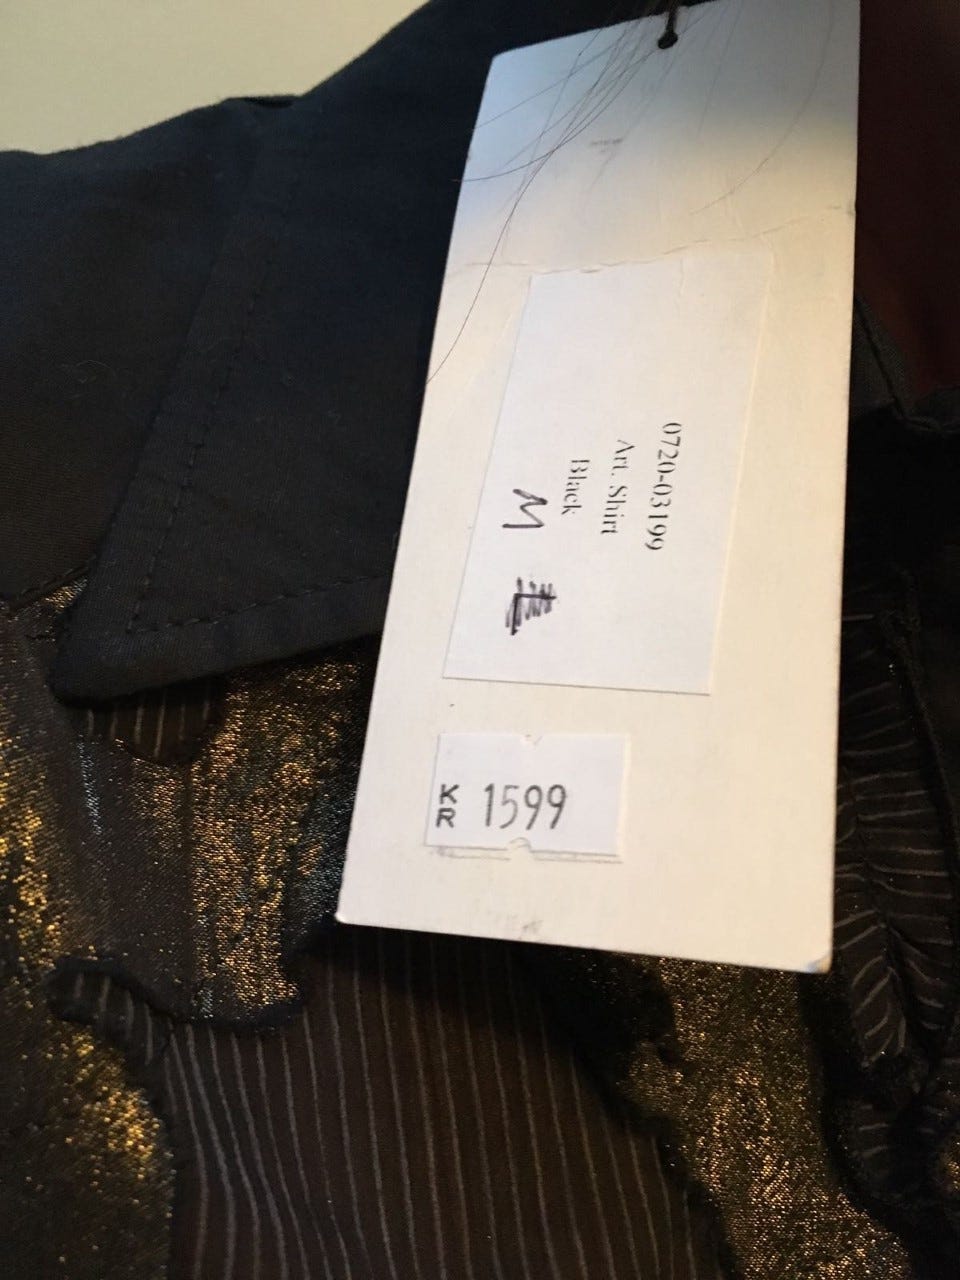 0720-03199
Art. Shirt
Black
M L
KR 1599